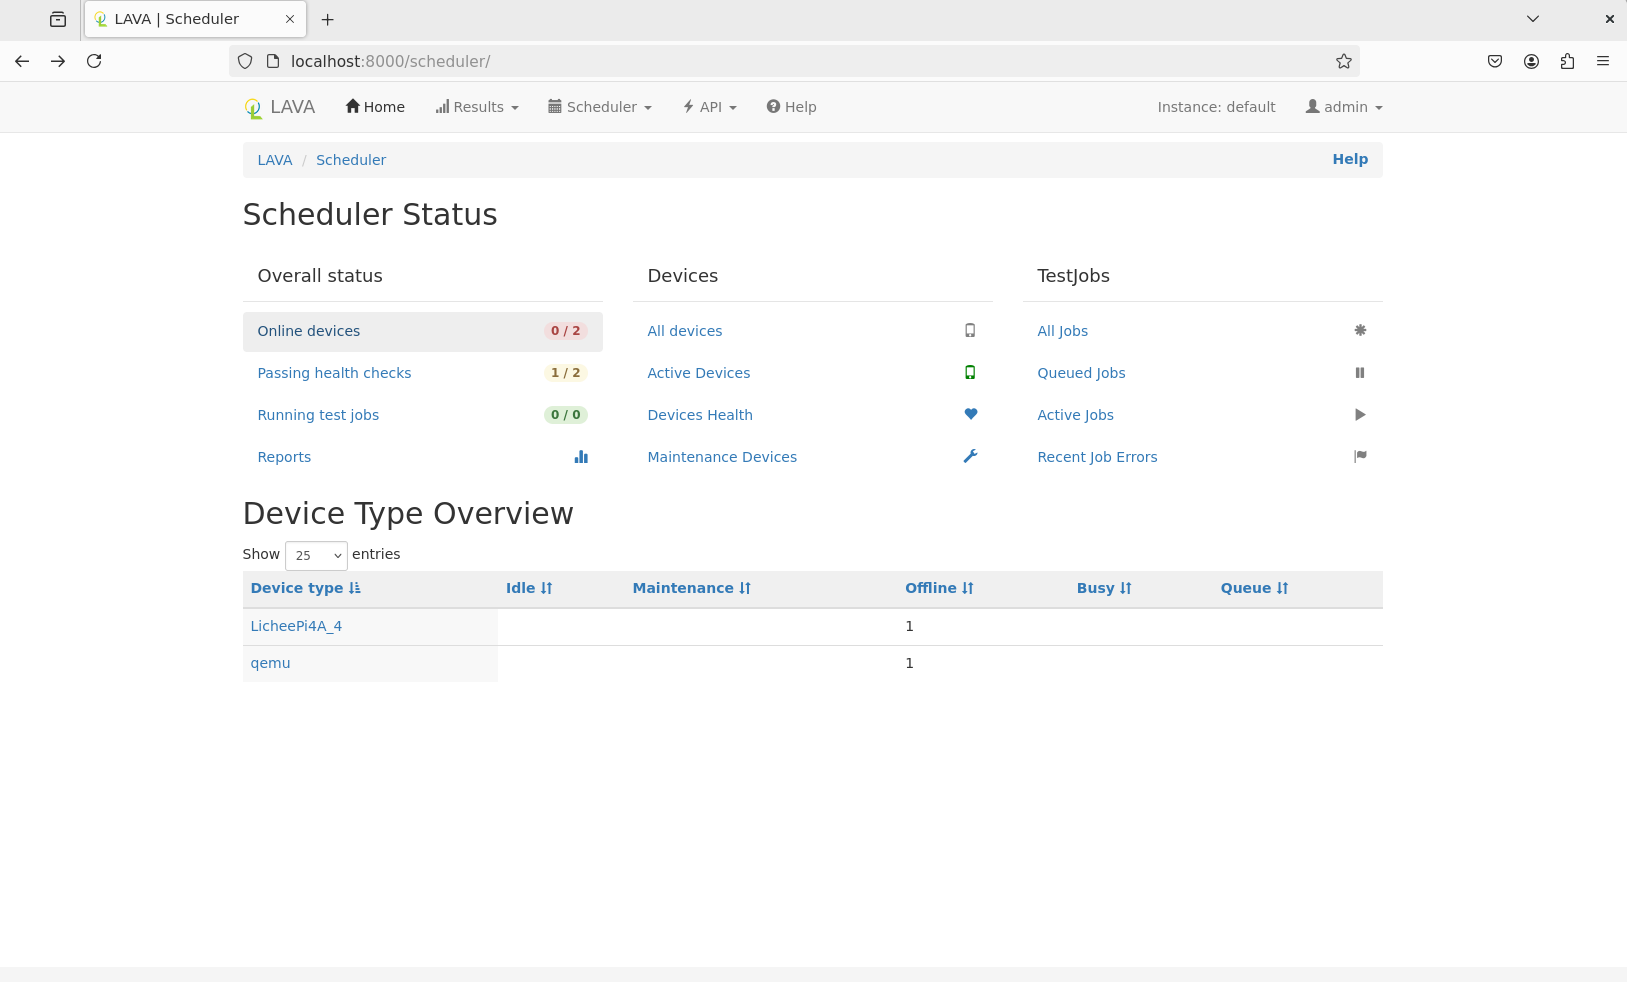 LAVA | Scheduler
localhost:8000/scheduler/
LAVA Home Results Scheduler API Help Instance: default admin
LAVA / Scheduler Help
Scheduler Status
Overall status
Online devices 0 / 2
Passing health checks 1 / 2
Running test jobs 0 / 0
Reports
Devices
All devices
Active Devices
Devices Health
Maintenance Devices
TestJobs
All Jobs
Queued Jobs
Active Jobs
Recent Job Errors
Device Type Overview
Show 25 entries
Device type Idle Maintenance Offline Busy Queue
LicheePi4A_4 1
qemu 1